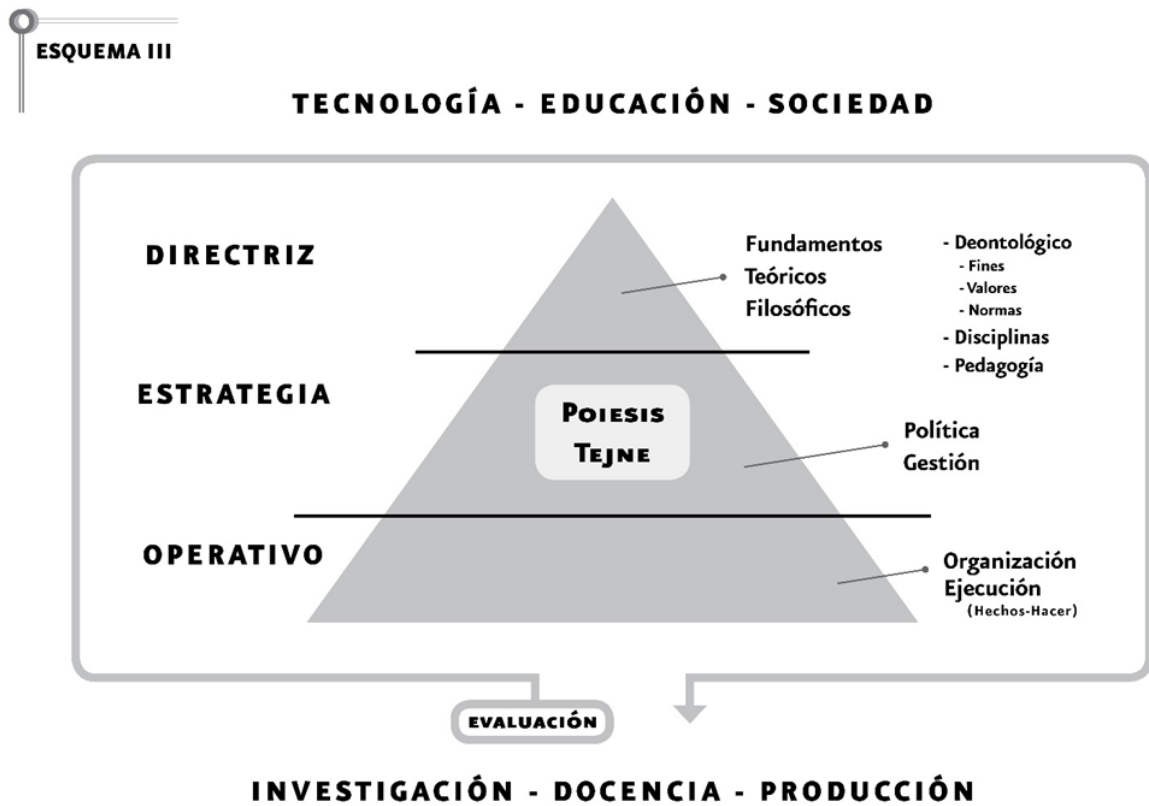 ESQUEMA III
TECNOLOGÍA - EDUCACIÓN - SOCIEDAD
DIRECTRIZ
Fundamentos
Teóricos
Filosóficos
- Deontológico
- Fines
- Valores
- Normas
- Disciplinas
- Pedagogía
ESTRATEGIA
POIESIS
TEJNE
Política
Gestión
OPERATIVO
Organización
Ejecución
(Hechos-Hacer)
EVALUACIÓN
INVESTIGACIÓN - DOCENCIA - PRODUCCIÓN